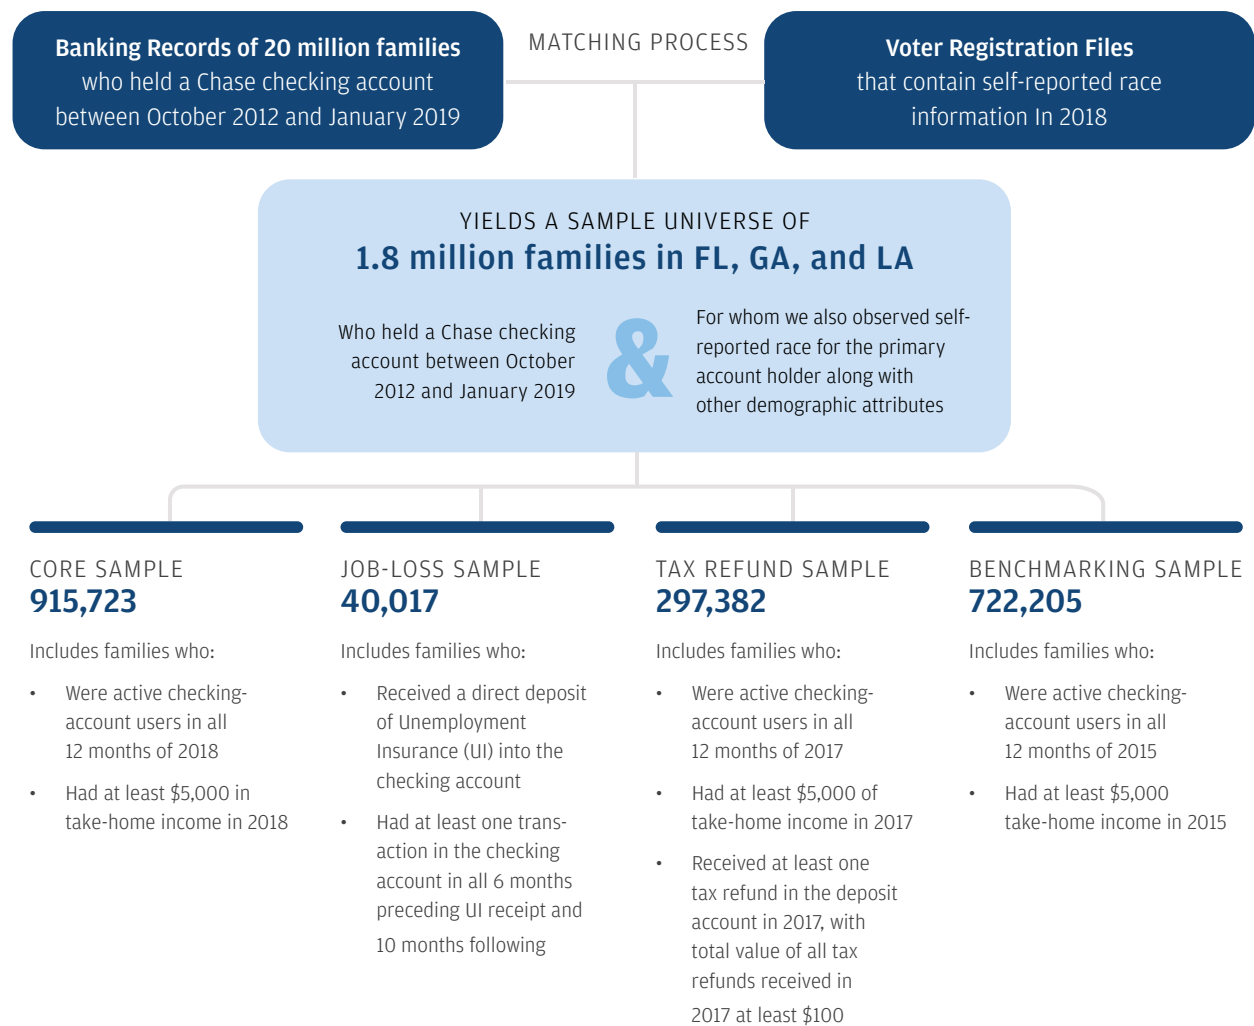 Banking Records of 20 million families
who held a Chase checking account
between October 2012 and January 2019
MATCHING PROCESS
Voter Registration Files
that contain self-reported race
information In 2018
YIELDS A SAMPLE UNIVERSE OF
1.8 million families in FL, GA, and LA
Who held a Chase checking
account between October
2012 and January 2019
&
For whom we also observed self-
reported race for the primary
account holder along with
other demographic attributes
CORE SAMPLE
915,723
Includes families who:
• Were active checking-
account users in all
12 months of 2018
• Had at least $5,000 in
take-home income in 2018
JOB-LOSS SAMPLE
40,017
Includes families who:
• Received a direct deposit
of Unemployment
Insurance (UI) into the
checking account
• Had at least one trans-
action in the checking
account in all 6 months
preceding UI receipt and
10 months following
TAX REFUND SAMPLE
297,382
Includes families who:
• Were active checking-
account users in all
12 months of 2017
• Had at least $5,000 of
take-home income in 2017
• Received at least one
tax refund in the deposit
account in 2017, with
total value of all tax
refunds received in
2017 at least $100
BENCHMARKING SAMPLE
722,205
Includes families who:
• Were active checking-
account users in all
12 months of 2015
• Had at least $5,000
take-home income in 2015